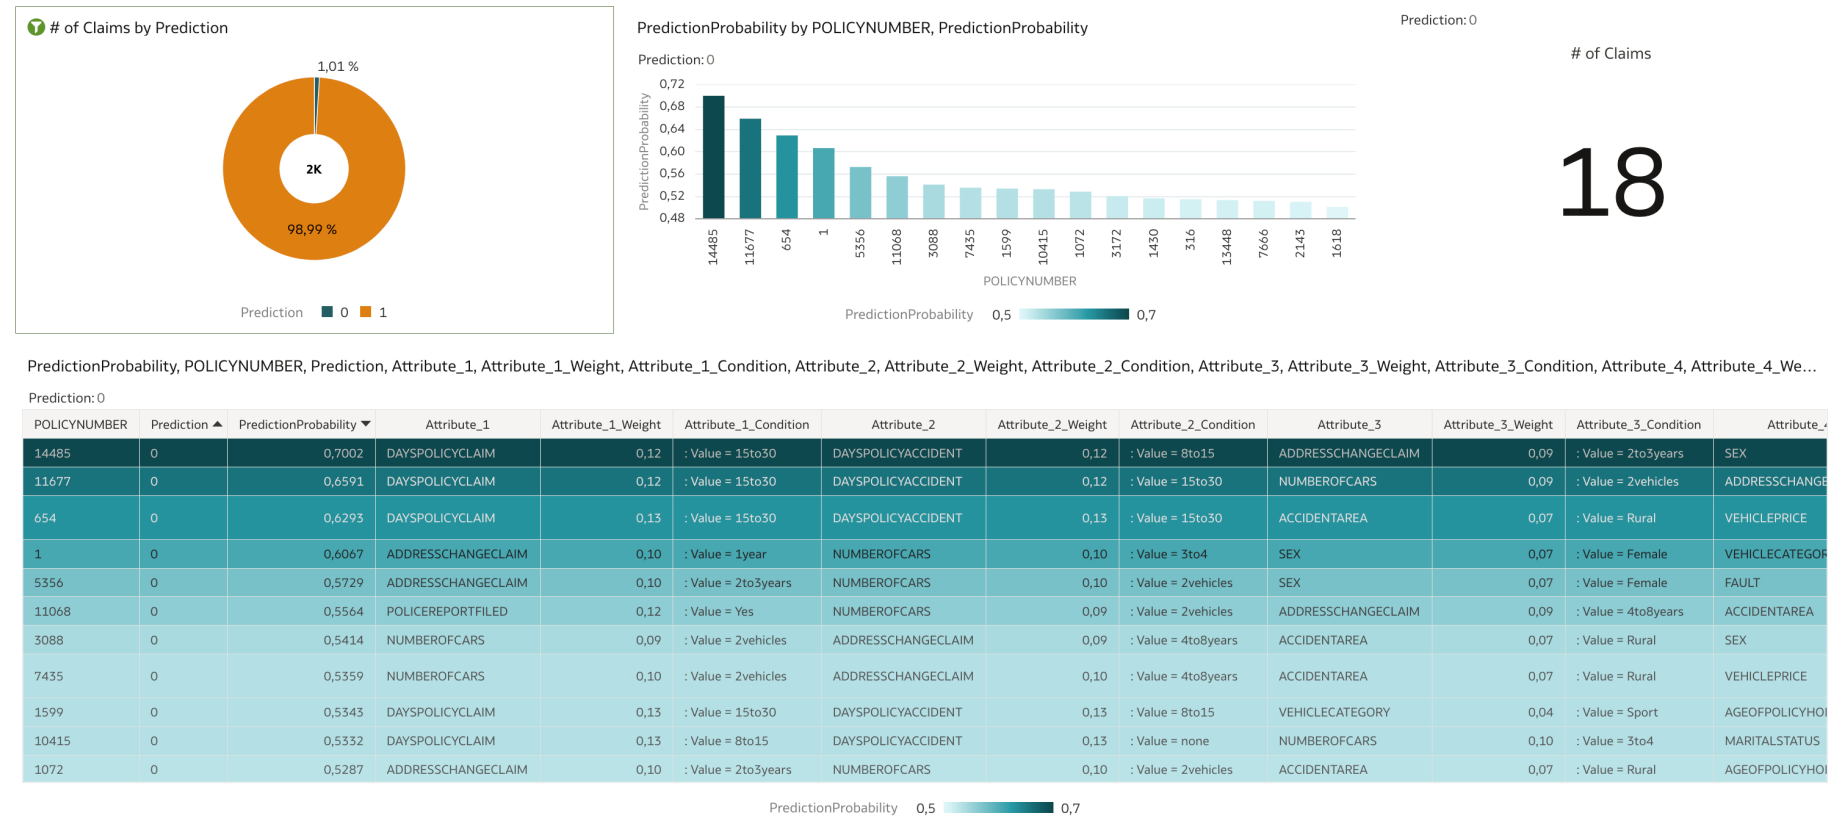 # of Claims by Prediction
1,01 %
2K
98,99 %
Prediction 0 1
PredictionProbability by POLICYNUMBER, PredictionProbability
Prediction: 0
PredictionProbability
0,72
0,68
0,64
0,60
0,56
0,52
0,48
14485 11677 654 1 5356 11068 3088 7435 1599 10415 1072 3172 1430 316 13448 7666 2143 1618
POLICYNUMBER
PredictionProbability 0,5 0,7
Prediction: 0
# of Claims
18
PredictionProbability, POLICYNUMBER, Prediction, Attribute_1, Attribute_1_Weight, Attribute_1_Condition, Attribute_2, Attribute_2_Weight, Attribute_2_Condition, Attribute_3, Attribute_3_Weight, Attribute_3_Condition, Attribute_4, Attribute_4_We...
Prediction: 0
POLICYNUMBER Prediction PredictionProbability Attribute_1 Attribute_1_Weight Attribute_1_Condition Attribute_2 Attribute_2_Weight Attribute_2_Condition Attribute_3 Attribute_3_Weight Attribute_3_Condition Attribute_4
14485 0 0,7002 DAYSPOLICYCLAIM 0,12 : Value = 15to30 DAYSPOLICYACCIDENT 0,12 : Value = 8to15 ADDRESSCHANGECLAIM 0,09 : Value = 2to3years SEX
11677 0 0,6591 DAYSPOLICYCLAIM 0,12 : Value = 15to30 DAYSPOLICYACCIDENT 0,12 : Value = 15to30 NUMBEROFCARS 0,09 : Value = 2vehicles ADDRESSCHANGE
654 0 0,6293 DAYSPOLICYCLAIM 0,13 : Value = 15to30 DAYSPOLICYACCIDENT 0,13 : Value = 15to30 ACCIDENTAREA 0,07 : Value = Rural VEHICLEPRICE
1 0 0,6067 ADDRESSCHANGECLAIM 0,10 : Value = 1year NUMBEROFCARS 0,10 : Value = 3to4 SEX 0,07 : Value = Female VEHICLECATEGOR
5356 0 0,5729 ADDRESSCHANGECLAIM 0,10 : Value = 2to3years NUMBEROFCARS 0,10 : Value = 2vehicles SEX 0,07 : Value = Female FAULT
11068 0 0,5564 POLICEREPORTFILED 0,12 : Value = Yes NUMBEROFCARS 0,09 : Value = 2vehicles ADDRESSCHANGECLAIM 0,09 : Value = 4to8years ACCIDENTAREA
3088 0 0,5414 NUMBEROFCARS 0,09 : Value = 2vehicles ADDRESSCHANGECLAIM 0,09 : Value = 4to8years ACCIDENTAREA 0,07 : Value = Rural SEX
7435 0 0,5359 NUMBEROFCARS 0,10 : Value = 2vehicles ADDRESSCHANGECLAIM 0,10 : Value = 4to8years ACCIDENTAREA 0,07 : Value = Rural VEHICLEPRICE
1599 0 0,5343 DAYSPOLICYCLAIM 0,13 : Value = 15to30 DAYSPOLICYACCIDENT 0,13 : Value = 8to15 VEHICLECATEGORY 0,04 : Value = Sport AGEOFPOLICYHOI
10415 0 0,5332 DAYSPOLICYCLAIM 0,13 : Value = 8to15 DAYSPOLICYACCIDENT 0,13 : Value = none NUMBEROFCARS 0,10 : Value = 3to4 MARITALSTATUS
1072 0 0,5287 ADDRESSCHANGECLAIM 0,10 : Value = 2to3years NUMBEROFCARS 0,10 : Value = 2vehicles ACCIDENTAREA 0,07 : Value = Rural AGEOFPOLICYHOI
PredictionProbability 0,5 0,7